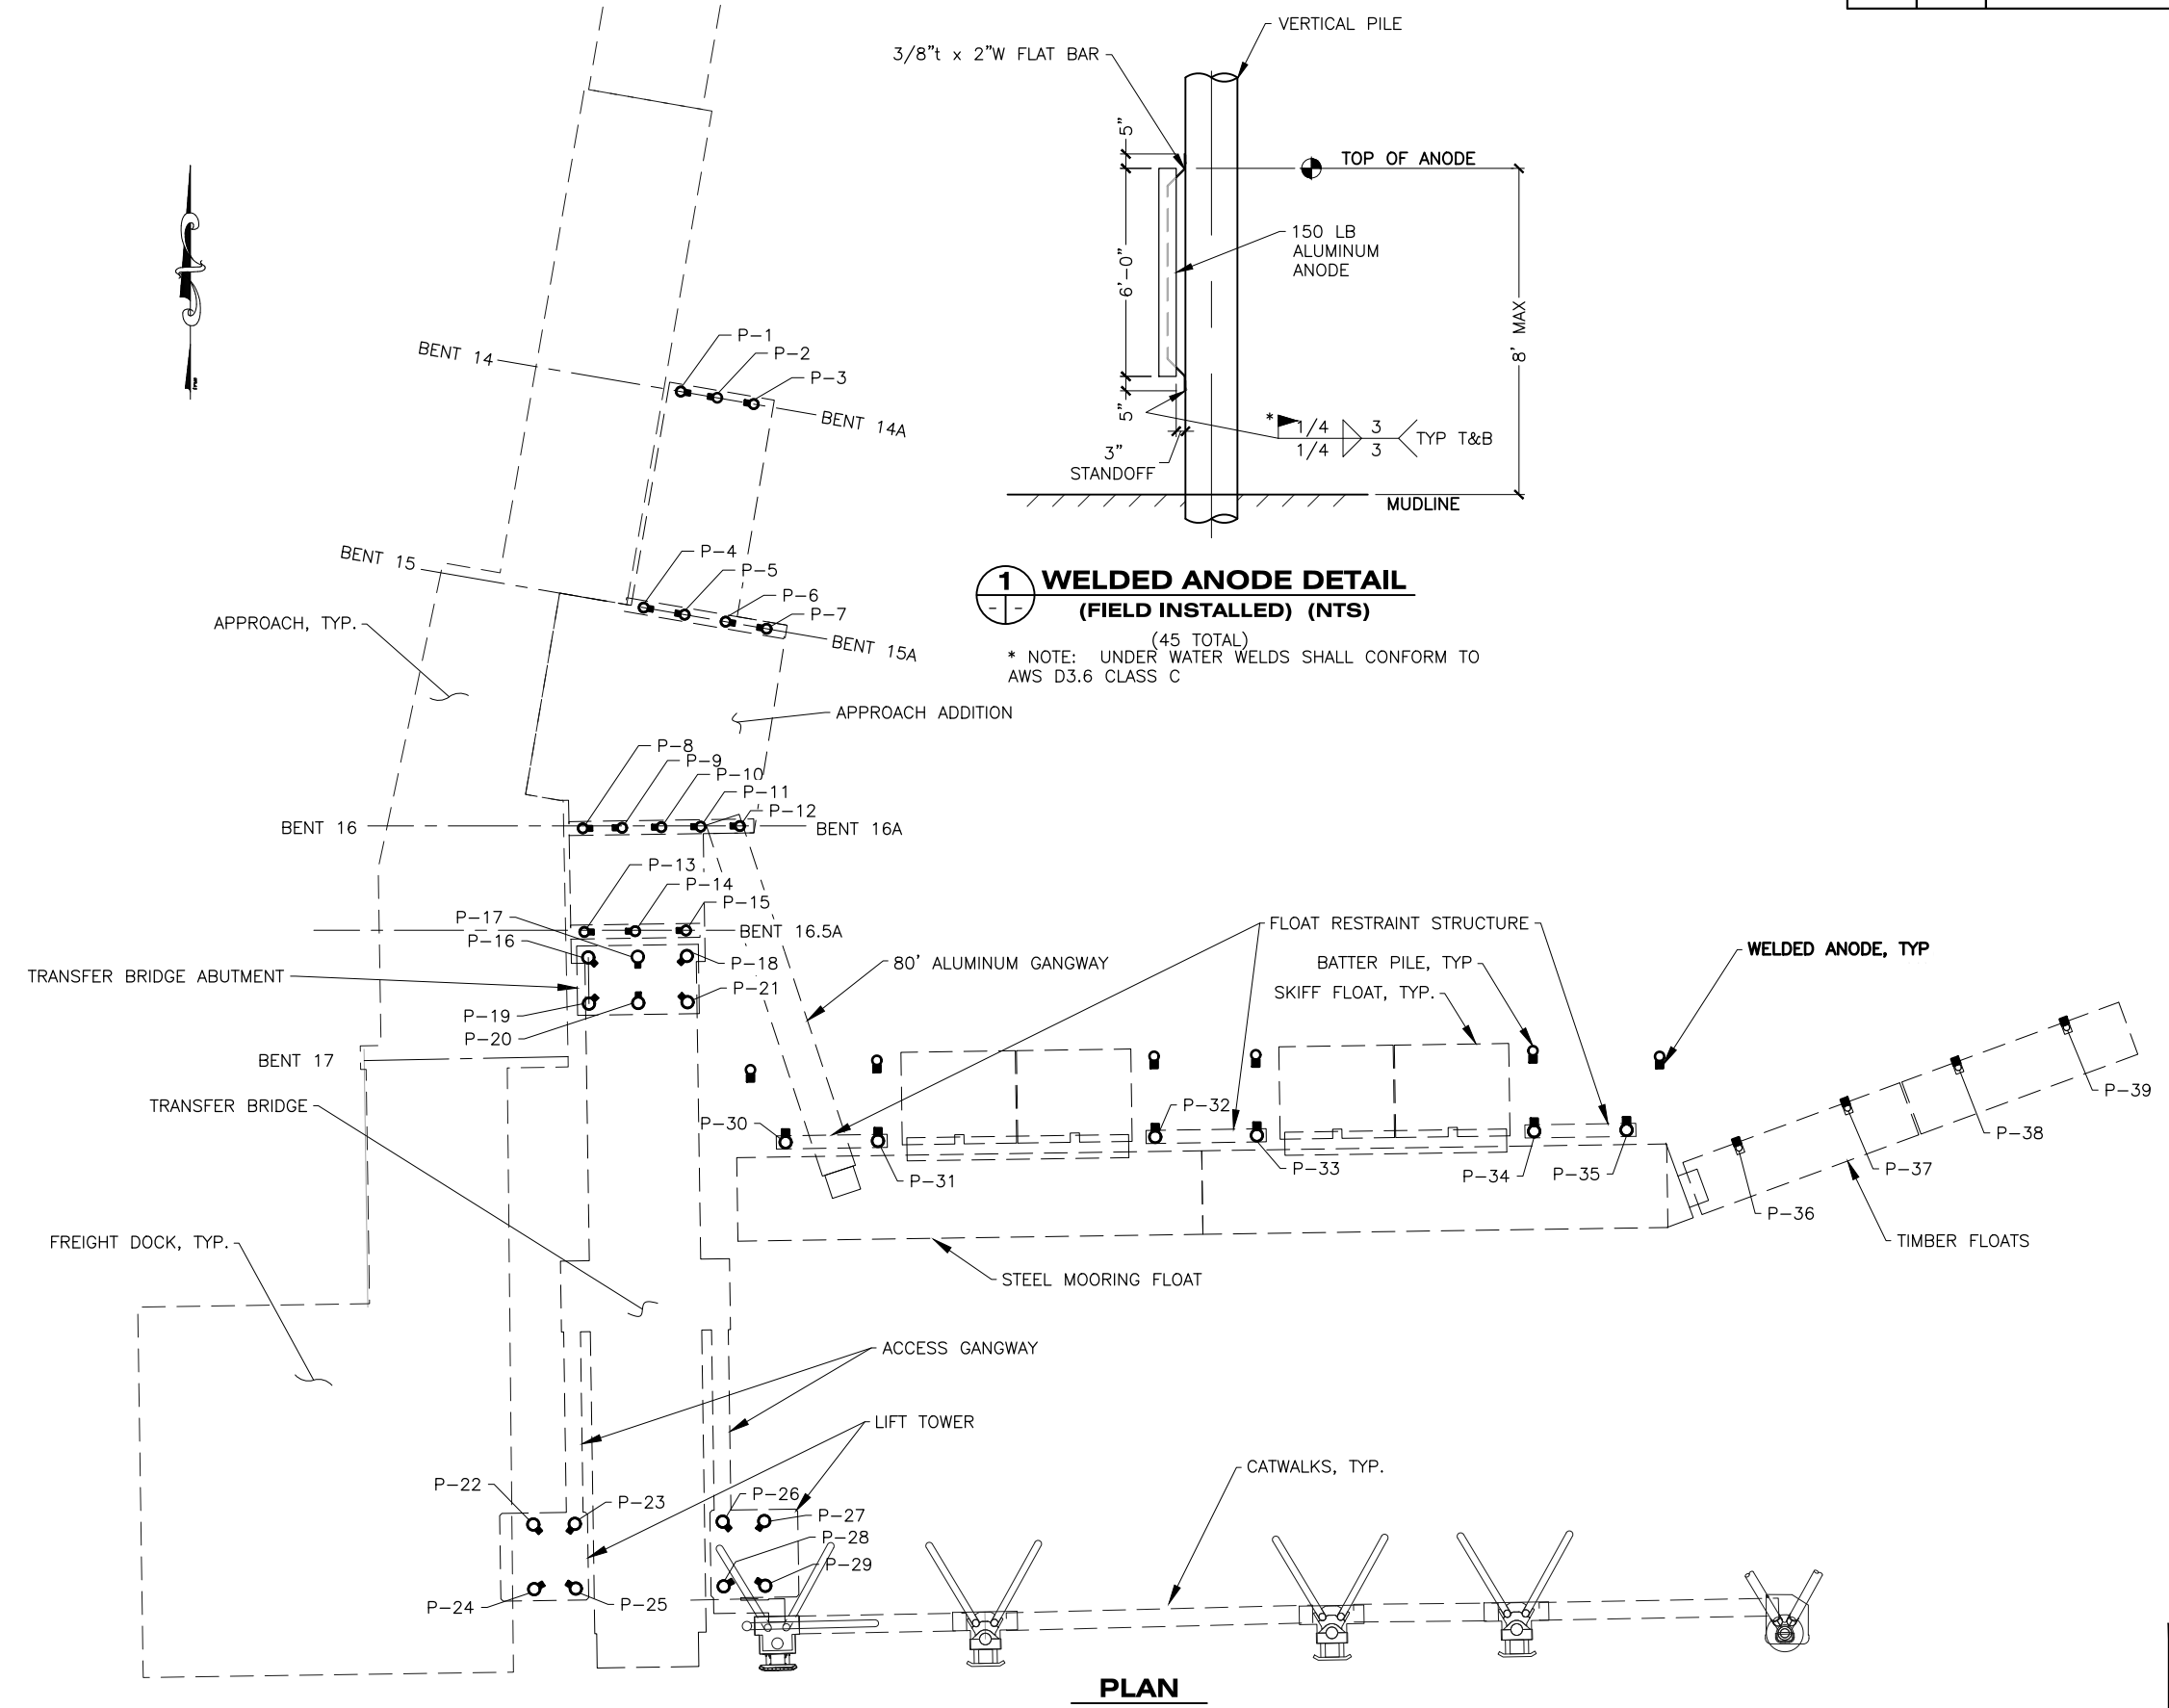 VERTICAL PILE
3/8"t x 2"W FLAT BAR
5"
TOP OF ANODE
150 LB
ALUMINUM
ANODE
6'-0"
8' MAX
5"
3"
STANDOFF
*
1/4 3
1/4 3
TYP T&B
MUDLINE
1
- -
WELDED ANODE DETAIL
(FIELD INSTALLED) (NTS)
(45 TOTAL)
* NOTE: UNDER WATER WELDS SHALL CONFORM TO
AWS D3.6 CLASS C
BENT 14
P-1
P-2
P-3
BENT 14A
BENT 15
P-4
P-5
P-6
P-7
BENT 15A
APPROACH, TYP.
APPROACH ADDITION
P-8
P-9
P-10
P-11
P-12
BENT 16
BENT 16A
P-13
P-14
P-15
P-17
P-16
BENT 16.5A
P-18
TRANSFER BRIDGE ABUTMENT
P-21
P-19
P-20
80' ALUMINUM GANGWAY
FLOAT RESTRAINT STRUCTURE
BATTER PILE, TYP
SKIFF FLOAT, TYP.
WELDED ANODE, TYP
BENT 17
TRANSFER BRIDGE
P-30
P-31
P-32
P-33
P-34
P-35
P-36
P-37
P-38
P-39
TIMBER FLOATS
FREIGHT DOCK, TYP.
STEEL MOORING FLOAT
ACCESS GANGWAY
LIFT TOWER
CATWALKS, TYP.
P-22
P-23
P-24
P-25
P-26
P-27
P-28
P-29
PLAN